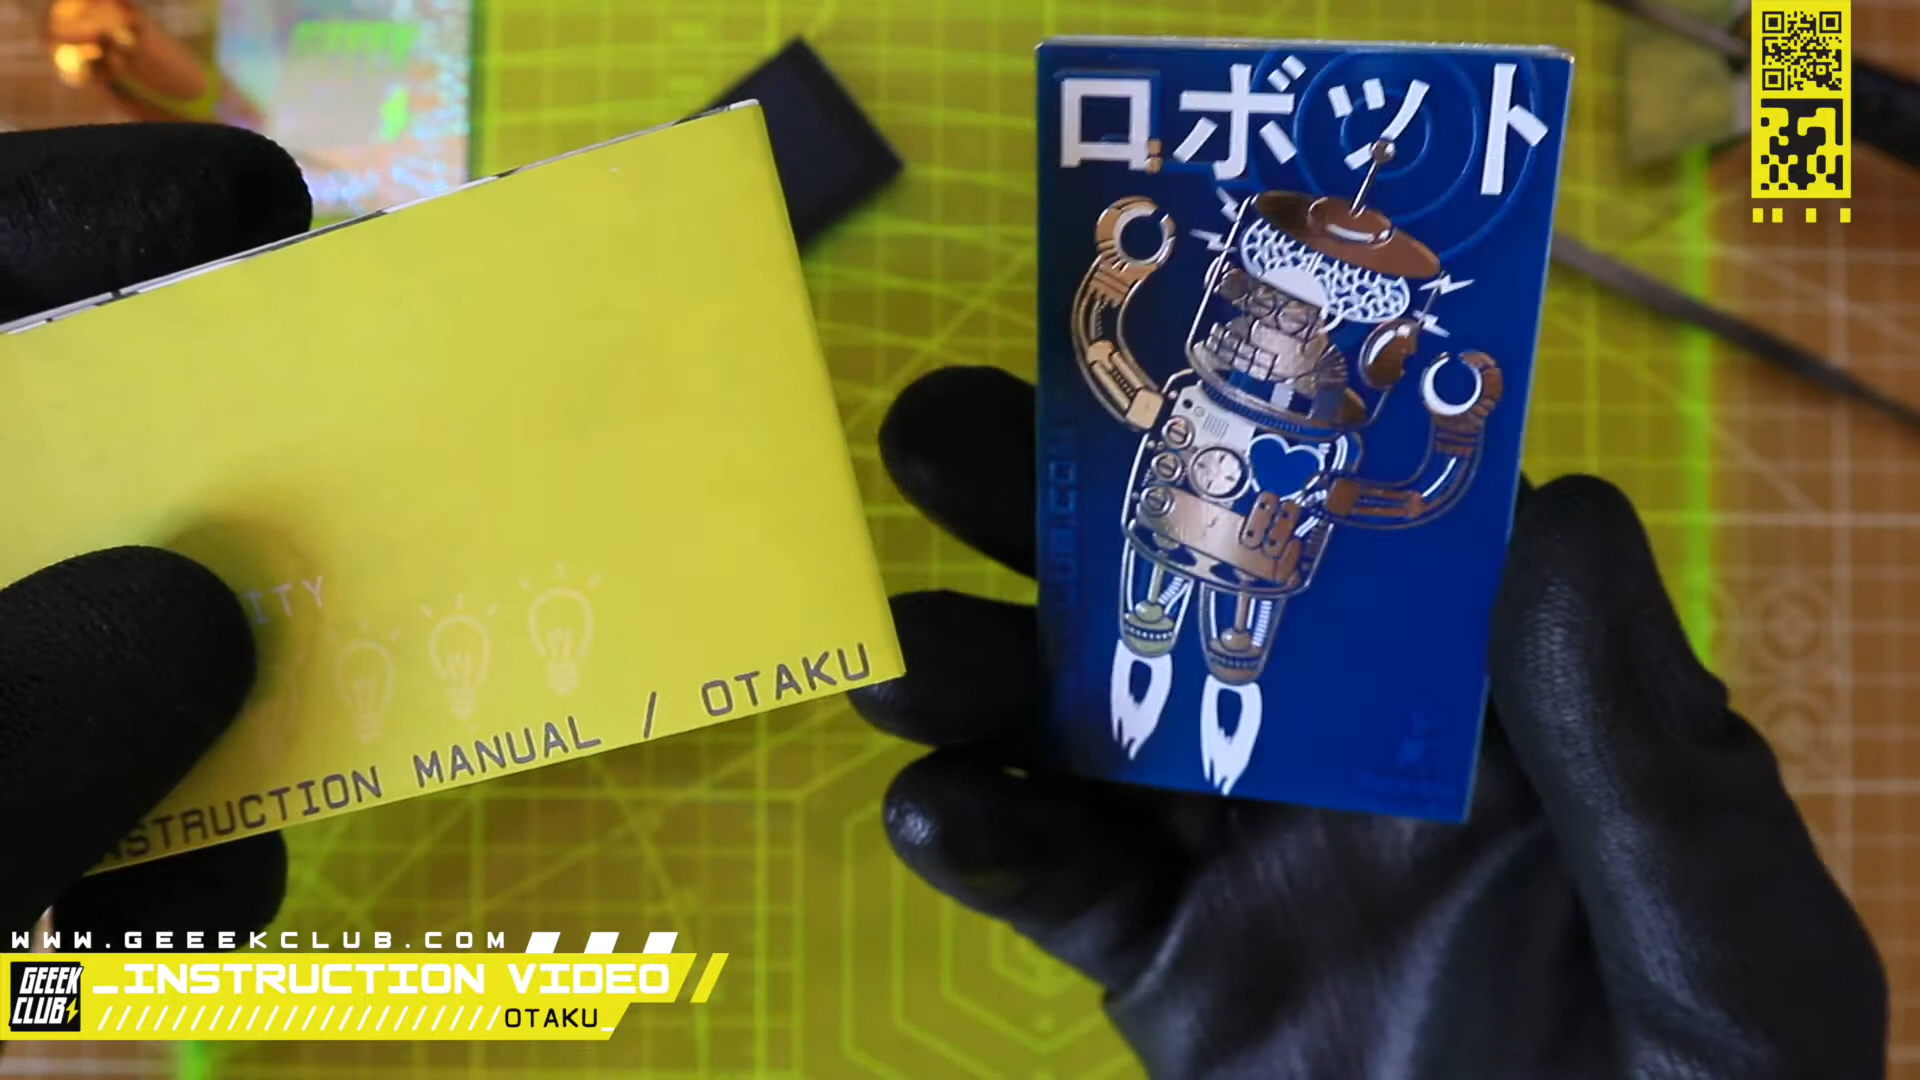 ロボット
ITY
INSTRUCTION MANUAL / OTAKU
WWW.GEEEKCLUB.COM
GEEEK
CLUB
_INSTRUCTION VIDEO
OTAKU_